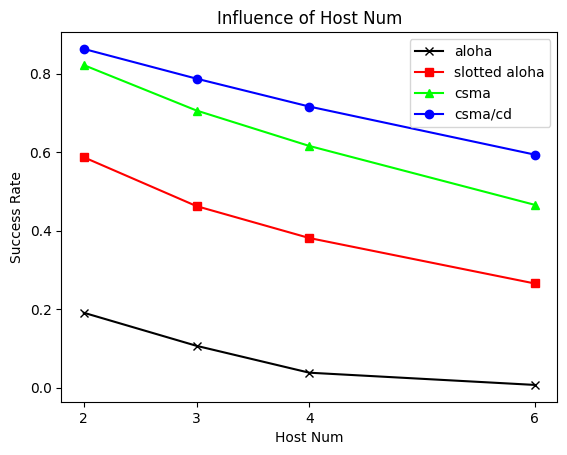 Influence of Host Num
aloha
slotted aloha
csma
csma/cd
Success Rate
0.8
0.6
0.4
0.2
0.0
2
3
4
6
Host Num